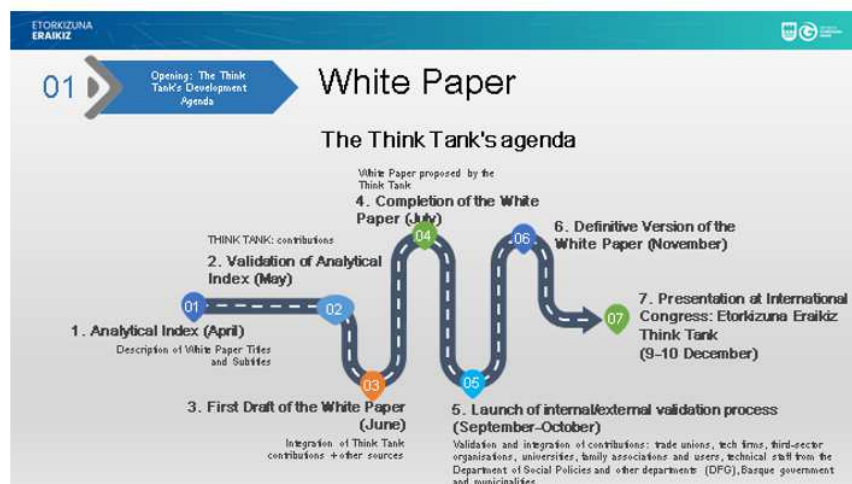 ETORKIZUNA
ERAIKIZ
01
Opening: The Think
Tank's Development
Agenda
White Paper
The Think Tank's agenda
White Paper proposed by the
Think Tank
4. Completion of the White
Paper (July)
THINK TANK: contributions
2. Validation of Analytical
Index (May)
6. Definitive Version of the
White Paper (November)
04
06
01
02
07
7. Presentation at International
Congress: Etorkizuna Eraikiz
Think Tank
(9-10 December)
1. Analytical Index (April)
Description of White Paper Titles
and Subtitles
03
05
3. First Draft of the White Paper
(June)
Integration of Think Tank
contributions + other sources
5. Launch of internal/external validation process
(September-October)
Validation and integration of contributions: trade unions, tech firms, third-sector
organisations, universities, family associations and users, technical staff from the
Department of Social Policies and other departments (DFG), Basque government
and municipalities